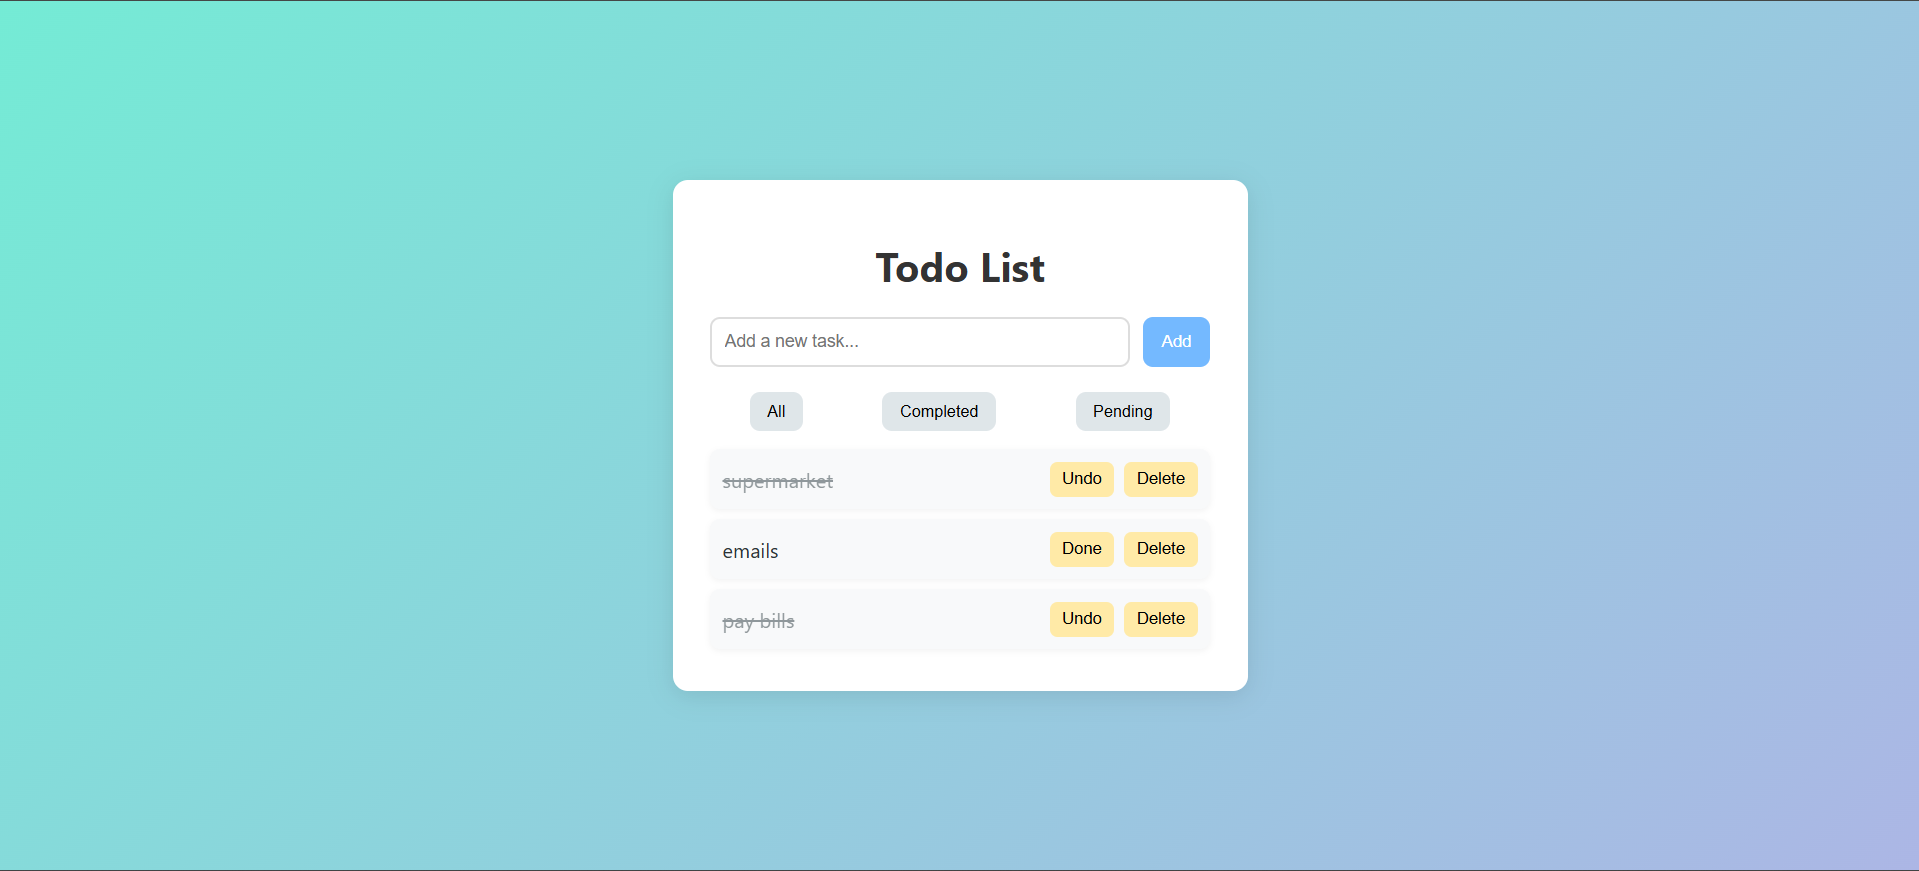 Todo List
Add a new task... Add
All Completed Pending
supermarket Undo Delete
emails Done Delete
pay bills Undo Delete